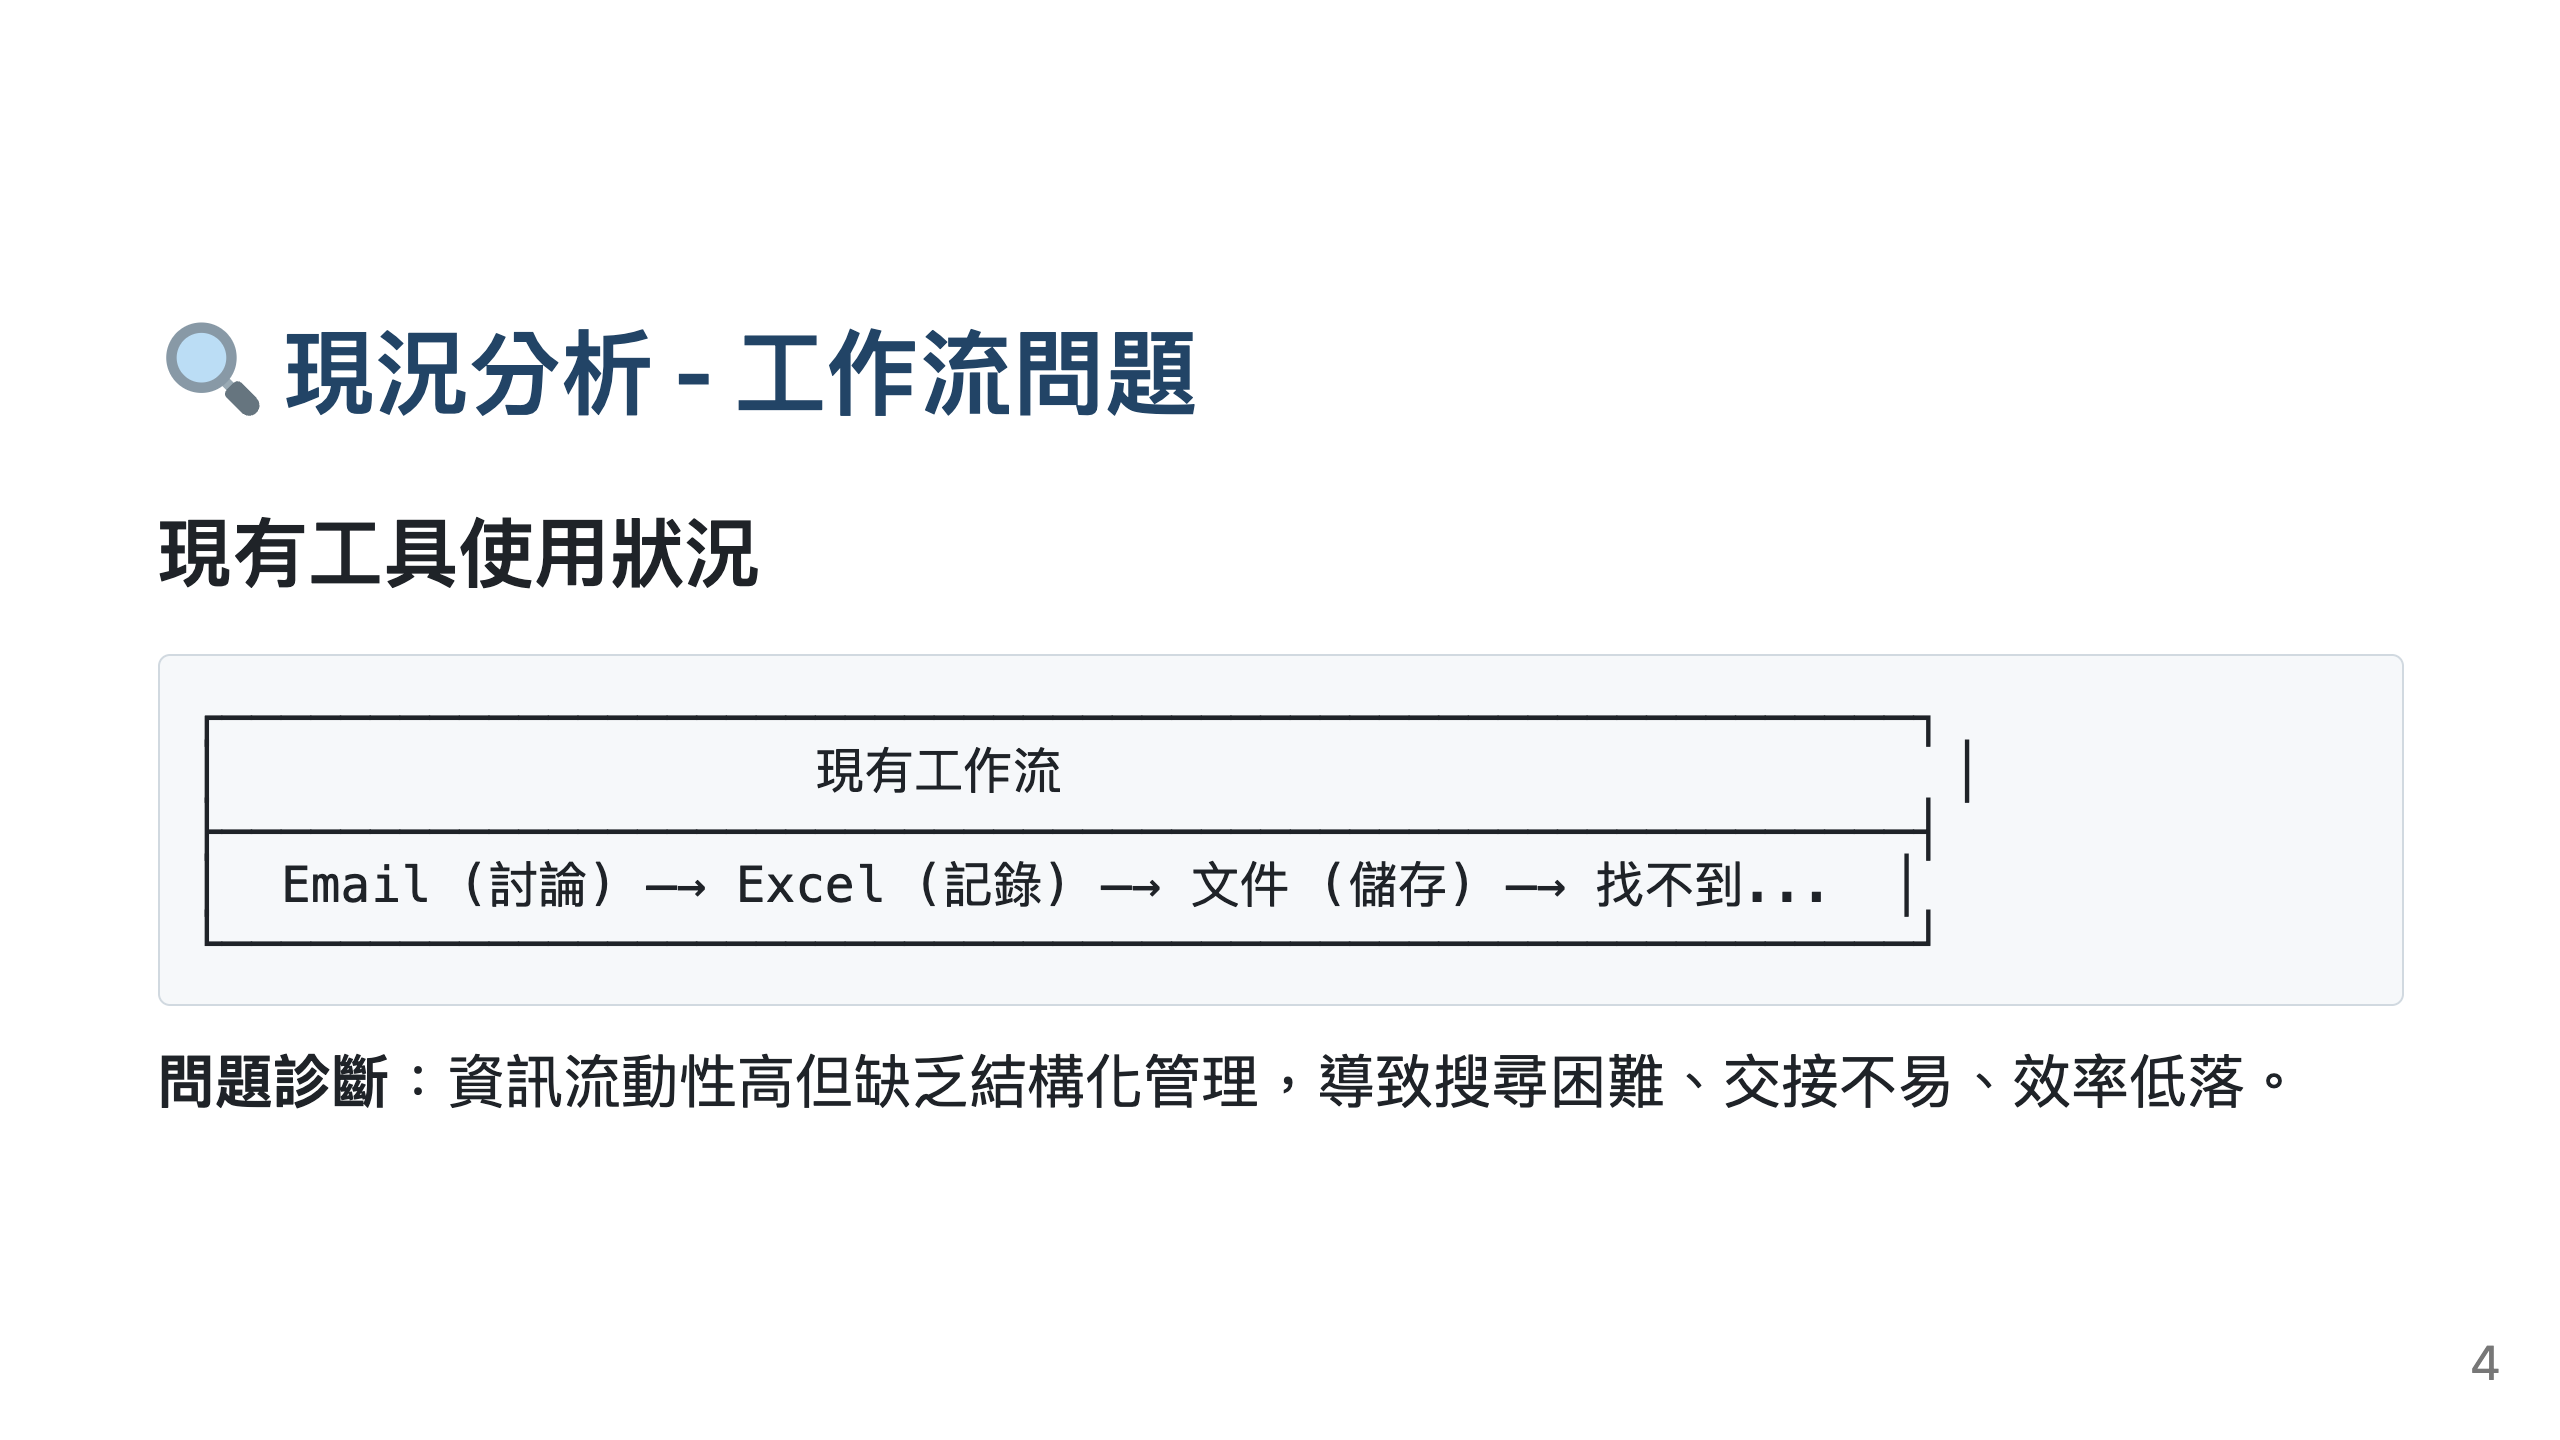 🔍 現況分析 - 工作流問題
現有工具使用狀況
現有工作流
Email (討論) ─→ Excel (記錄) ─→ 文件 (儲存) ─→ 找不到...
問題診斷：資訊流動性高但缺乏結構化管理，導致搜尋困難、交接不易、效率低落。
4